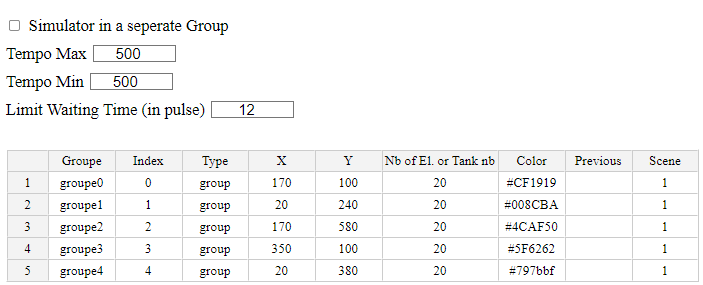 Simulator in a seperate Group
Tempo Max 500
Tempo Min 500
Limit Waiting Time (in pulse) 12
Groupe Index Type X Y Nb of El. or Tank nb Color Previous Scene
1 groupe0 0 group 170 100 20 #CF1919 1
2 groupe1 1 group 20 240 20 #008CBA 1
3 groupe2 2 group 170 580 20 #4CAF50 1
4 groupe3 3 group 350 100 20 #5F6262 1
5 groupe4 4 group 20 380 20 #797bbf 1